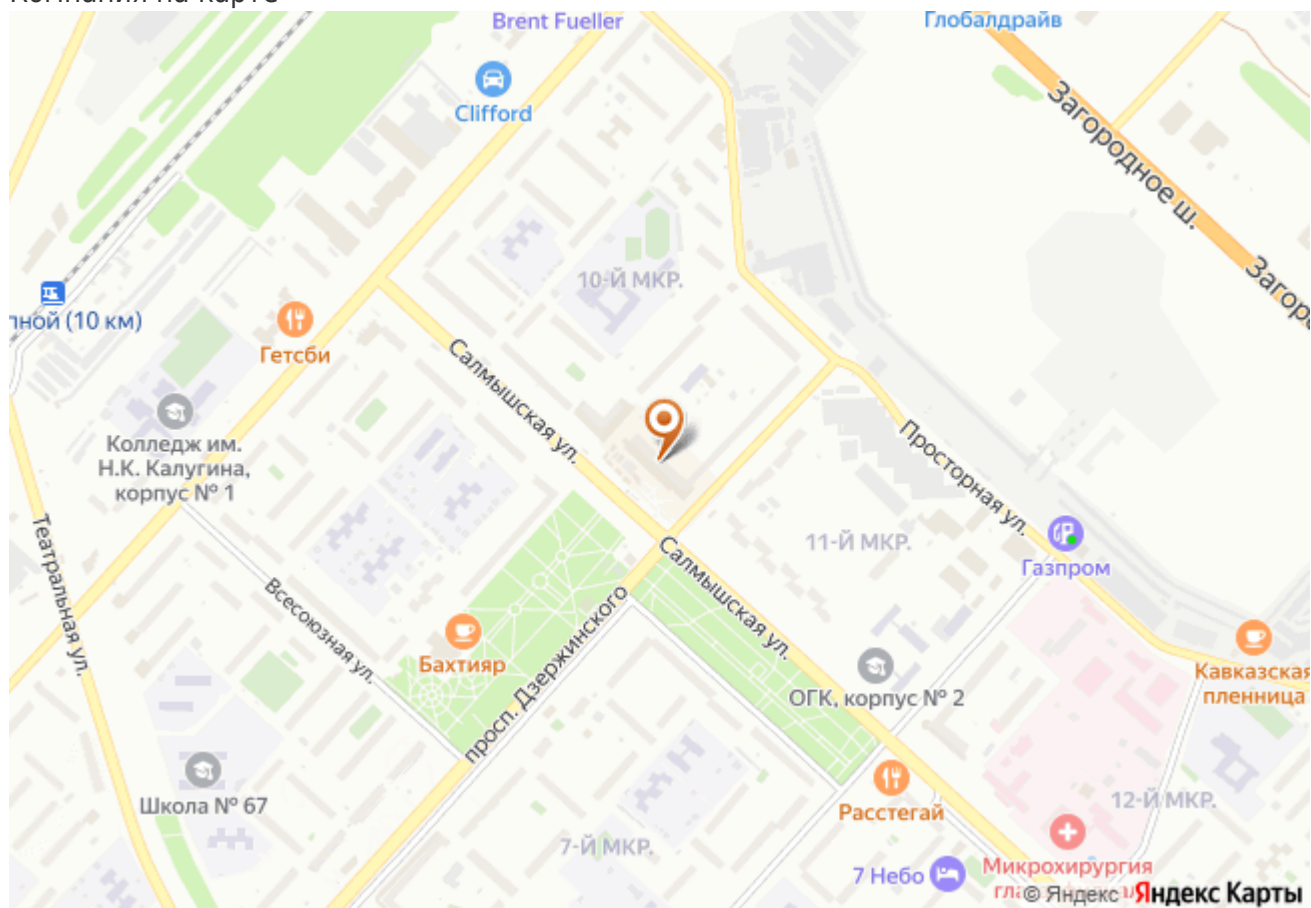 Brent Fueller
Глобалдрайв
Clifford
Загородное ш.
10-Й МКР.
(10 км)
Гетсби
Салмышская ул.
Колледж им.
Н.К. Калугина,
корпус № 1
Просторная ул.
Газпром
11-Й МКР.
Театральная ул.
Всесоюзная ул.
Бахтияр
просп. Дзержинского
Салмышская ул.
ОГК, корпус № 2
Кавказская
пленница
Школа № 67
Расстегай
12-Й МКР.
7-Й МКР.
7 Небо
Микрохирургия
© Яндекс Яндекс Карты